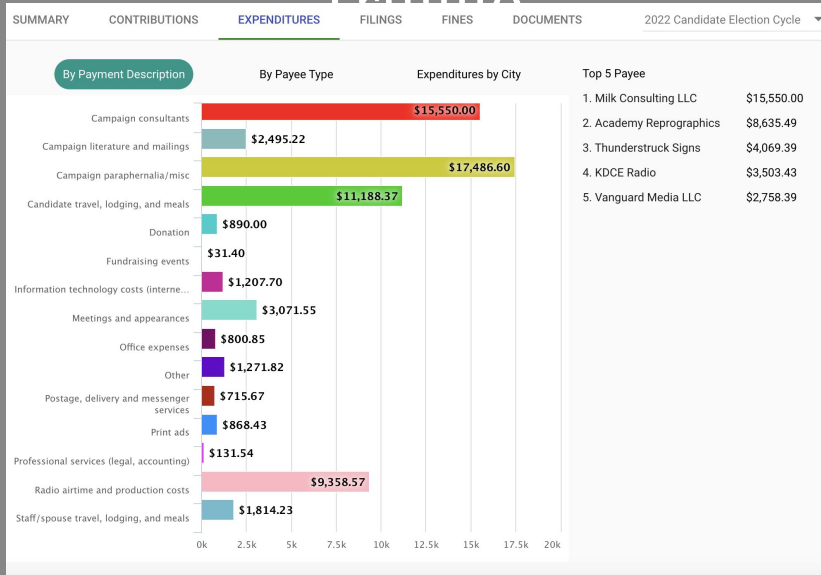 SUMMARY CONTRIBUTIONS EXPENDITURES FILINGS FINES DOCUMENTS 2022 Candidate Election Cycle
By Payment Description By Payee Type Expenditures by City
Campaign consultants $15,550.00
Campaign literature and mailings $2,495.22
Campaign paraphernalia/misc $17,486.60
Candidate travel, lodging, and meals $11,188.37
Donation $890.00
Fundraising events $31.40
Information technology costs (interne... $1,207.70
Meetings and appearances $3,071.55
Office expenses $800.85
Other $1,271.82
Postage, delivery and messenger
services $715.67
Print ads $868.43
Professional services (legal, accounting) $131.54
Radio airtime and production costs $9,358.57
Staff/spouse travel, lodging, and meals $1,814.23
0k 2.5k 5k 7.5k 10k 12.5k 15k 17.5k 20k
Top 5 Payee
1. Milk Consulting LLC $15,550.00
2. Academy Reprographics $8,635.49
3. Thunderstruck Signs $4,069.39
4. KDCE Radio $3,503.43
5. Vanguard Media LLC $2,758.39